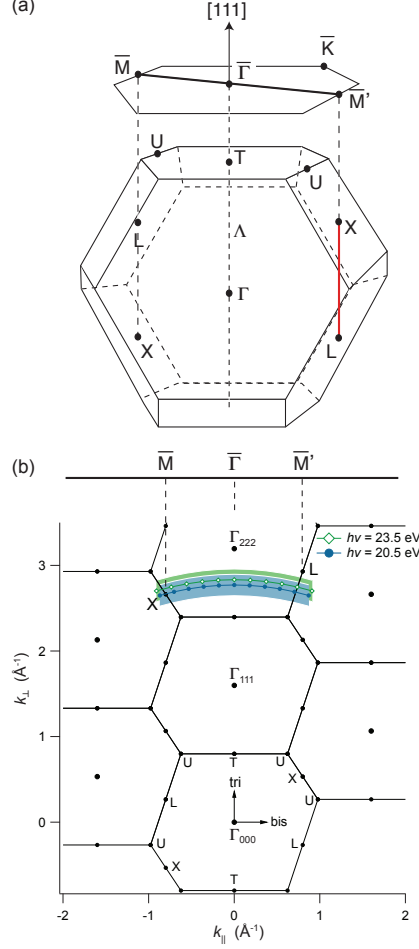 (a)
[111]
M̅
Γ̅
K̅
M̅'
U
T
U
L
Λ
X
Γ
X
L
(b)
M̅
Γ̅
M̅'
Γ222
L
hν = 23.5 eV
hν = 20.5 eV
3
X
2
Γ111
k⊥ (Å⁻¹)
1
U
T
U
X
tri
L
U
0
bis
Γ000
U
L
X
T
-2
-1
0
1
2
k∥ (Å⁻¹)